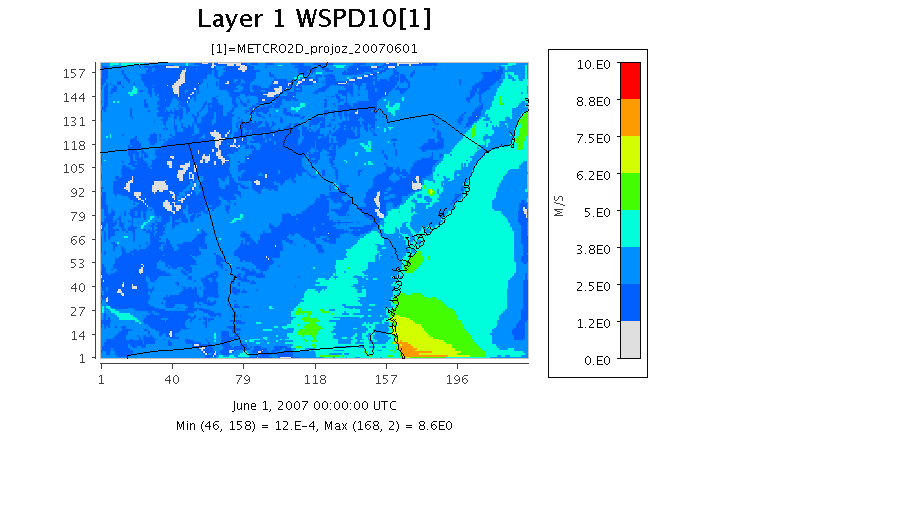 Layer 1 WSPD10[1]
[1]=METCRO2D_projoz_20070601
157
144
131
118
105
92
79
66
53
40
27
14
1
1 40 79 118 157 196
10.E0
8.8E0
7.5E0
6.2E0
5.E0
3.8E0
2.5E0
1.2E0
0.E0
M/S
June 1, 2007 00:00:00 UTC
Min (46, 158) = 12.E-4, Max (168, 2) = 8.6E0